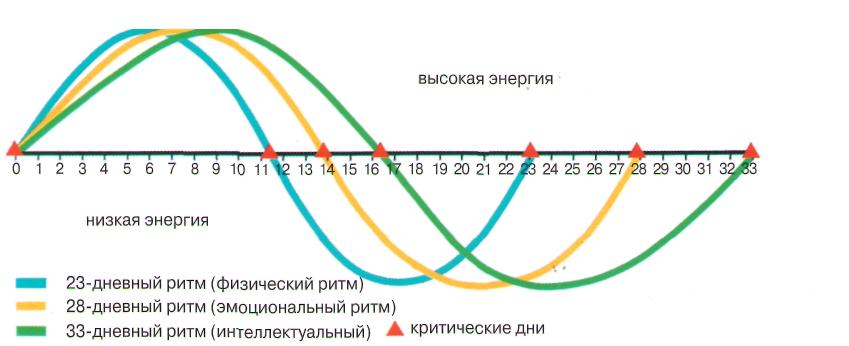 высокая энергия
0 1 2 3 4 5 6 7 8 9 10 11 12 13 14 15 16 17 18 19 20 21 22 23 24 25 26 27 28 29 30 31 32 33
низкая энергия
23-дневный ритм (физический ритм)
28-дневный ритм (эмоциональный ритм)
33-дневный ритм (интеллектуальный)
критические дни